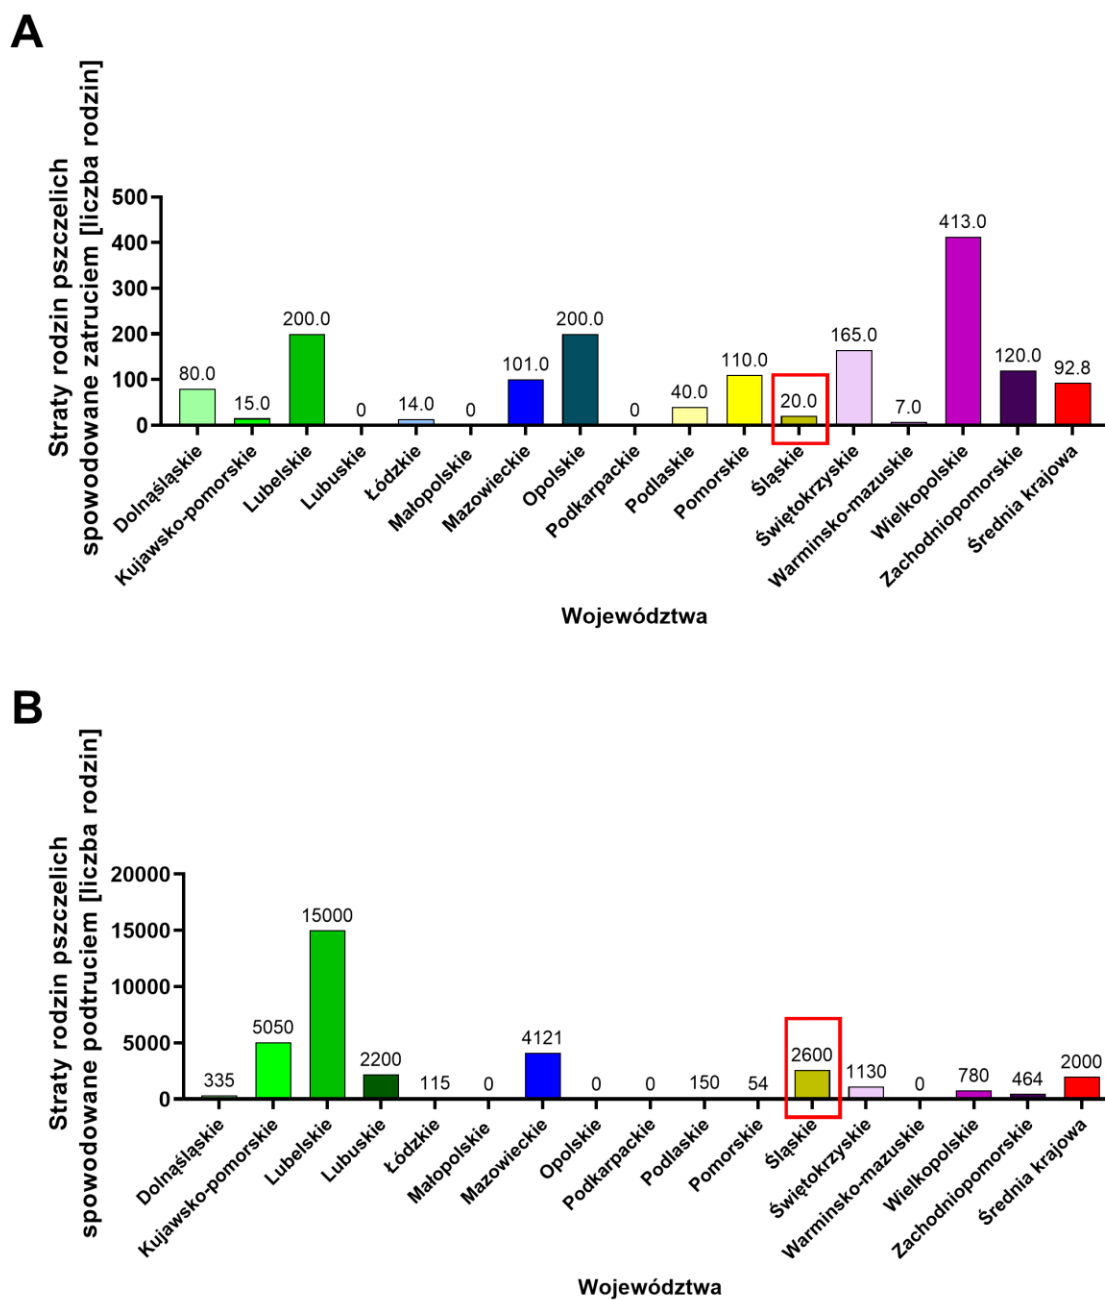 A
Straty rodzin pszczelich
spowodowane zatruciem [liczba rodzin]
500
400
300
200
100
0
80.0
15.0
200.0
0
14.0
0
101.0
200.0
0
40.0
110.0
20.0
165.0
7.0
413.0
120.0
92.8
Dolnąśląskie
Kujawsko-pomorskie
Lubelskie
Lubuskie
Łódzkie
Małopolskie
Mazowieckie
Opolskie
Podkarpackie
Podlaskie
Pomorskie
Śląskie
Świętokrzyskie
Warminsko-mazuskie
Wielkopolskie
Zachodniopomorskie
Średnia krajowa
Województwa
B
Straty rodzin pszczelich
spowodowane podtruciem [liczba rodzin]
20000
15000
10000
5000
0
335
5050
15000
2200
115
0
4121
0
0
150
54
2600
1130
0
780
464
2000
Dolnąśląskie
Kujawsko-pomorskie
Lubelskie
Lubuskie
Łódzkie
Małopolskie
Mazowieckie
Opolskie
Podkarpackie
Podlaskie
Pomorskie
Śląskie
Świętokrzyskie
Warminsko-mazuskie
Wielkopolskie
Zachodniopomorskie
Średnia krajowa
Województwa